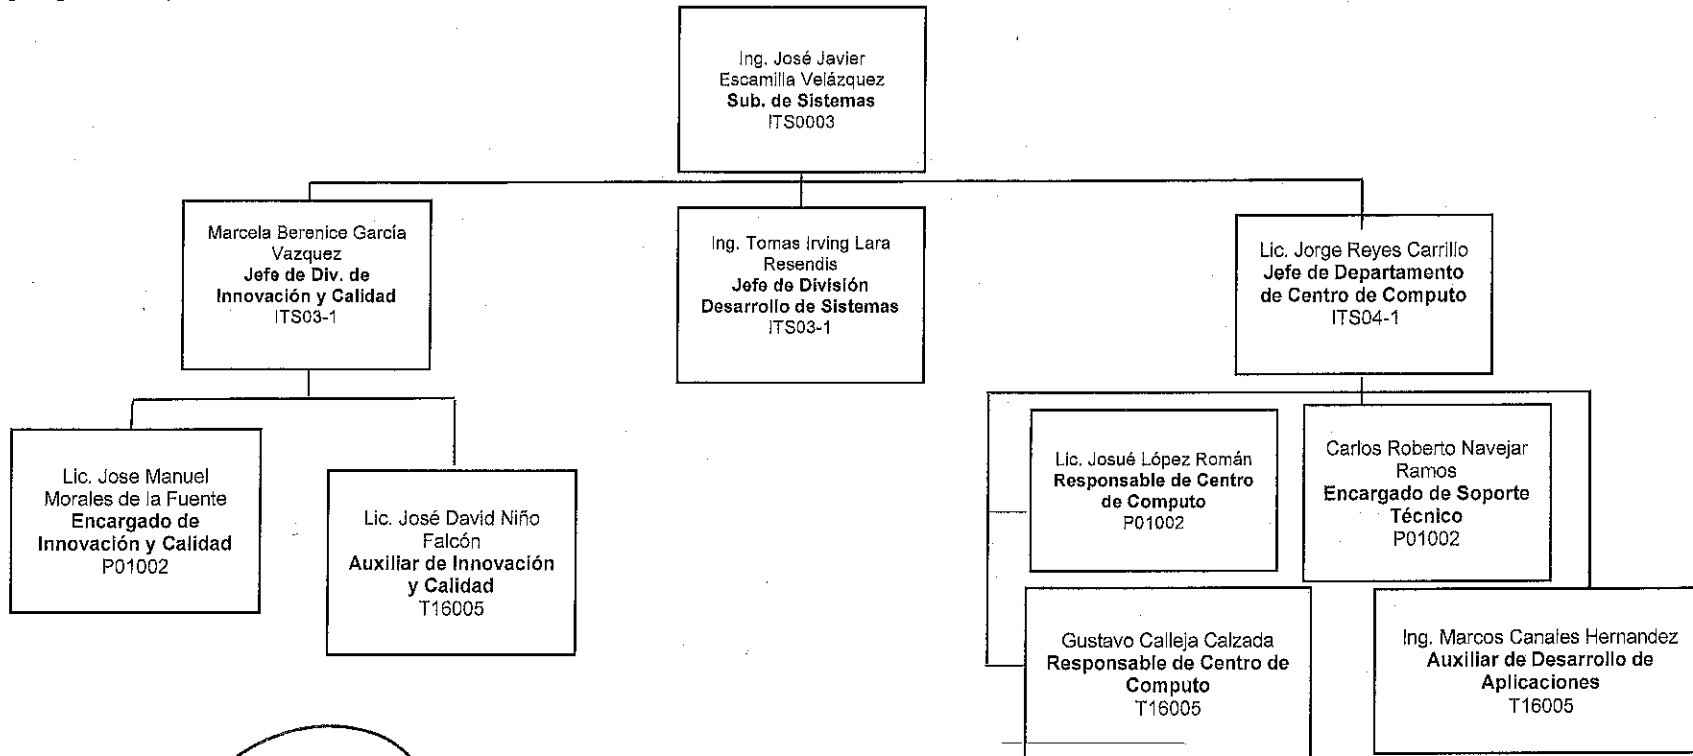 Ing. José Javier
Escamilla Velázquez
Sub. de Sistemas
ITS0003
Marcela Berenice García
Vazquez
Jefe de Div. de
Innovación y Calidad
ITS03-1
Ing. Tomas Irving Lara
Resendis
Jefe de División
Desarrollo de Sistemas
ITS03-1
Lic. Jorge Reyes Carrillo
Jefe de Departamento
de Centro de Computo
ITS04-1
Lic. Jose Manuel
Morales de la Fuente
Encargado de
Innovación y Calidad
P01002
Lic. José David Niño
Falcón
Auxiliar de Innovación
y Calidad
T16005
Lic. Josué López Román
Responsable de Centro
de Computo
P01002
Carlos Roberto Navejar
Ramos
Encargado de Soporte
Técnico
P01002
Gustavo Calleja Calzada
Responsable de Centro de
Computo
T16005
Ing. Marcos Canales Hernandez
Auxiliar de Desarrollo de
Aplicaciones
T16005